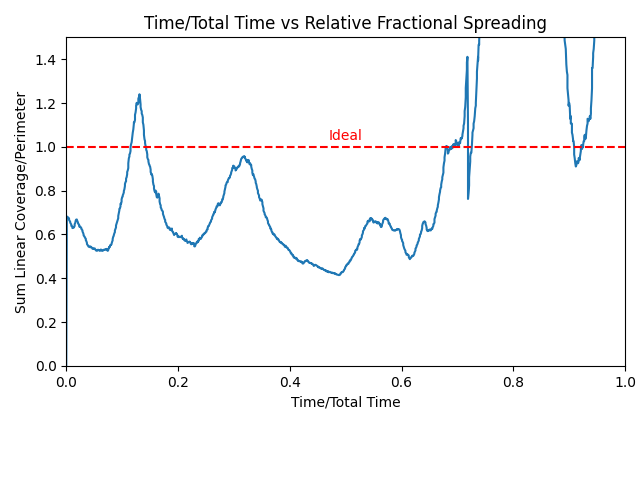 Time/Total Time vs Relative Fractional Spreading
Sum Linear Coverage/Perimeter
1.4
1.2
1.0
0.8
0.6
0.4
0.2
0.0
Ideal
0.0 0.2 0.4 0.6 0.8 1.0
Time/Total Time